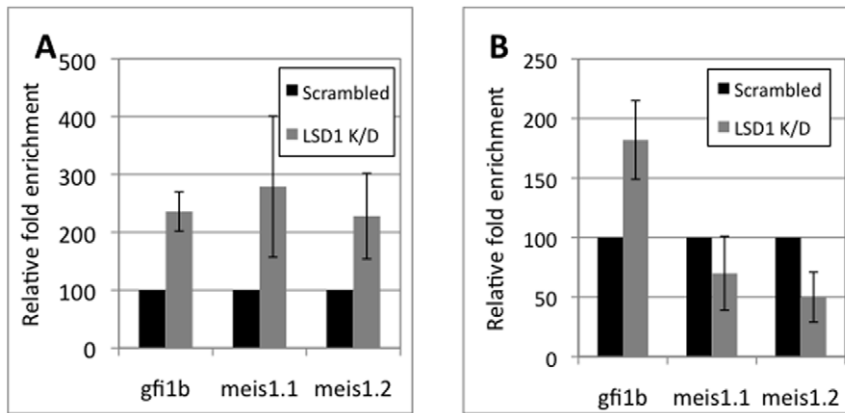 A
Relative fold enrichment
500
400
300
200
100
0
Scrambled
LSD1 K/D
gfi1b meis1.1 meis1.2
B
Relative fold enrichment
250
200
150
100
50
0
Scrambled
LSD1 K/D
gfi1b meis1.1 meis1.2